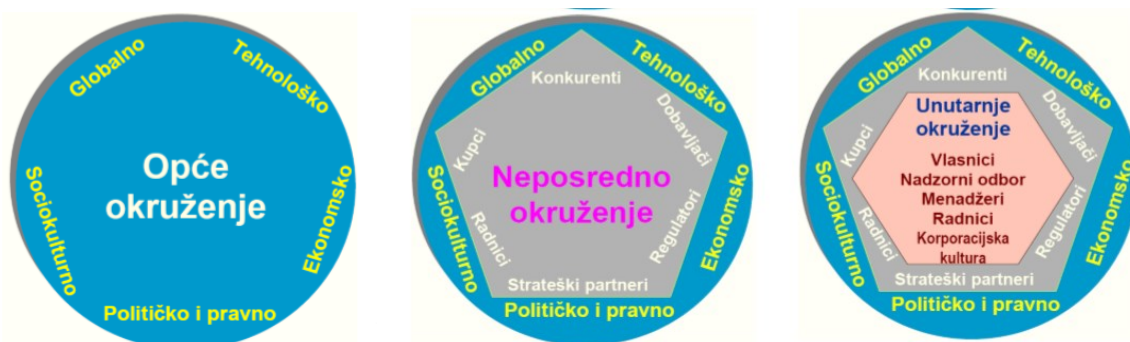 Globalno
Tehnološko
Opće
okruženje
Sociokulturno
Ekonomsko
Političko i pravno
Globalno
Tehnološko
Konkurenti
Kupci
Dobavljači
Neposredno
okruženje
Sociokulturno
Radnici
Regulatori
Ekonomsko
Strateški partneri
Političko i pravno
Globalno
Tehnološko
Konkurenti
Kupci
Dobavljači
Unutarnje
okruženje
Vlasnici
Nadzorni odbor
Menadžeri
Radnici
Korporacijska
kultura
Sociokulturno
Radnici
Regulatori
Ekonomsko
Strateški partneri
Političko i pravno